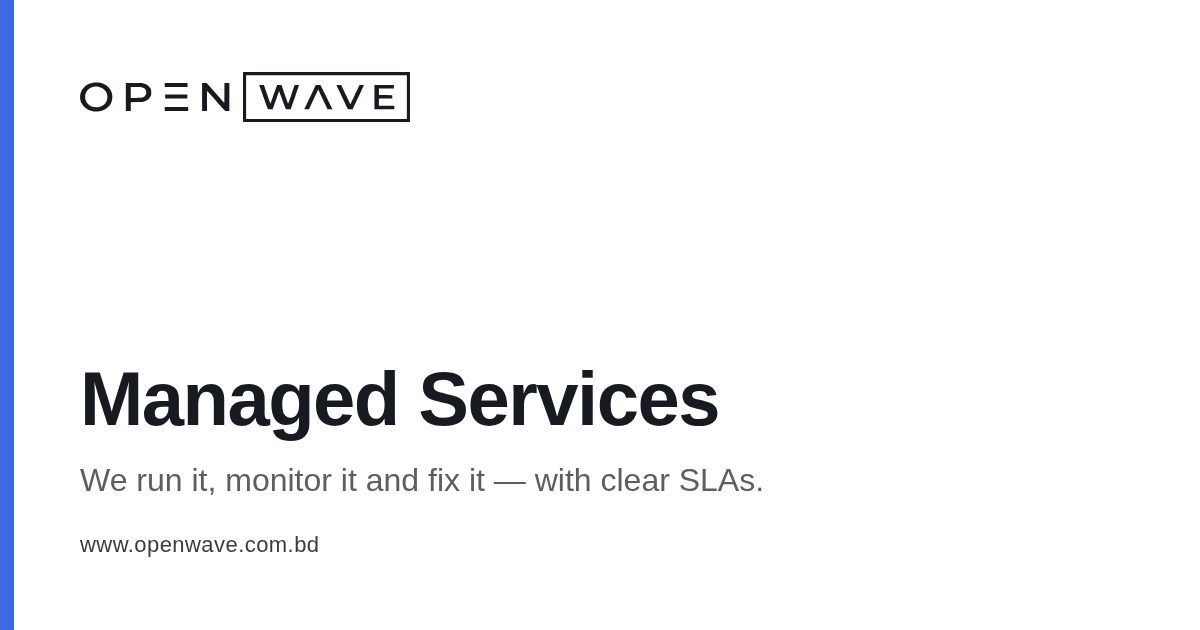 OPEN WAVE
Managed Services
We run it, monitor it and fix it — with clear SLAs.
www.openwave.com.bd